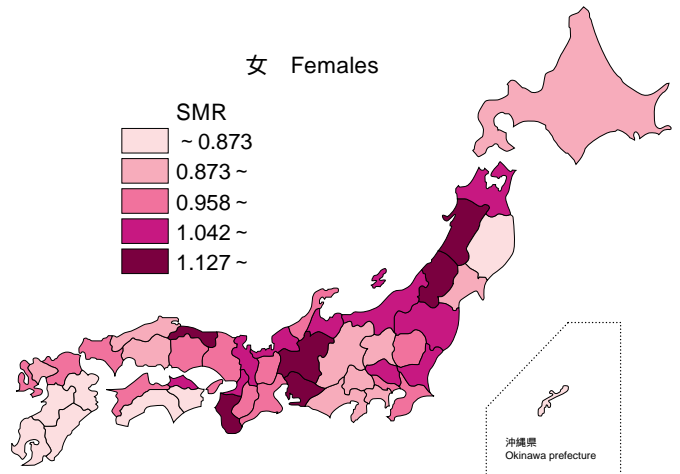 女 Females
SMR
~ 0.873
0.873 ~
0.958 ~
1.042 ~
1.127 ~
沖縄県
Okinawa prefecture